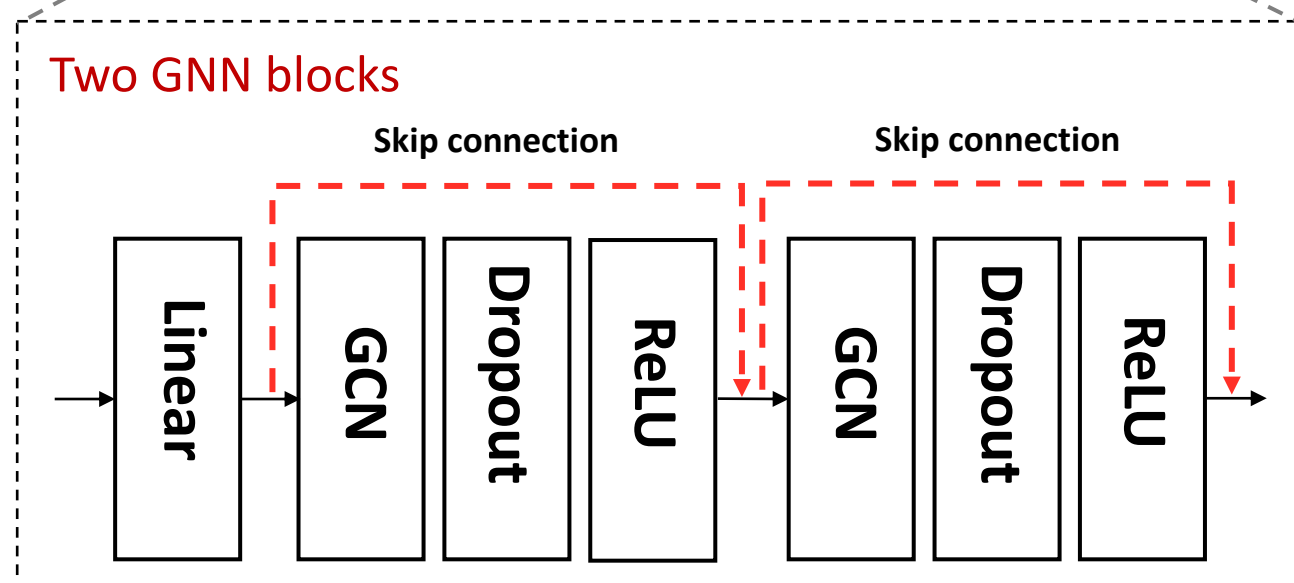 Two GNN blocks
Skip connection
Skip connection
Linear
GCN
Dropout
ReLU
GCN
Dropout
ReLU